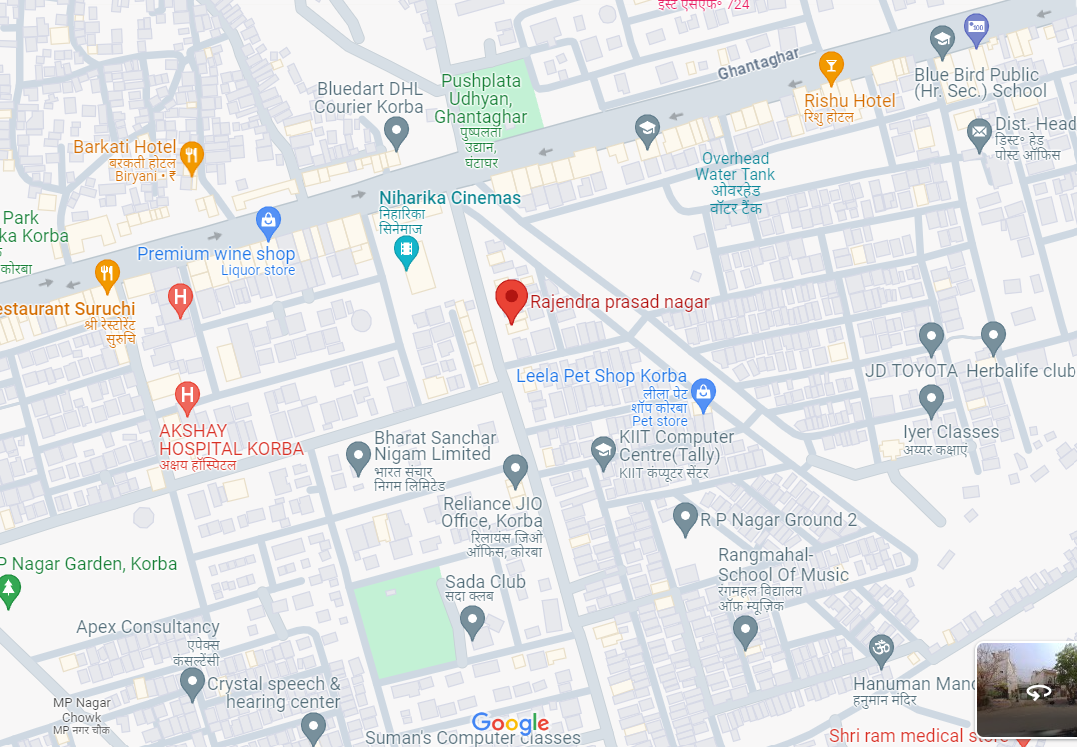 ईस्ट एसएफ॰ 724
Ghantaghar
Blue Bird Public
(Hr. Sec.) School
Bluedart DHL
Courier Korba
Pushplata
Udhyan,
Ghantaghar
पुष्पलता
उद्यान,
घंटाघर
Rishu Hotel
रिशु होटल
Dist. Head
डिस्ट॰ हेड
पोस्ट ऑफिस
Barkati Hotel
बरकती होटल
Biryani • ₹
Overhead
Water Tank
ओवरहेड
वॉटर टैंक
Niharika Cinemas
निहारिका
सिनेमाज
Park
ka Korba
कोरबा
Premium wine shop
Liquor store
estaurant Suruchi
श्री रेस्टोरेंट
सुरुचि
H
Rajendra prasad nagar
Leela Pet Shop Korba
लीला पेट
शॉप कोरबा
Pet store
JD TOYOTA
Herbalife club
H
AKSHAY
HOSPITAL KORBA
अक्षय हॉस्पिटल
Bharat Sanchar
Nigam Limited
भारत संचार
निगम लिमिटेड
KIIT Computer
Centre(Tally)
KIIT कंप्यूटर सेंटर
Iyer Classes
अय्यर कक्षाएं
Reliance JIO
Office, Korba
रिलायंस जिओ
ऑफिस, कोरबा
R P Nagar Ground 2
P Nagar Garden, Korba
Rangmahal-
School Of Music
रंगमहल विद्यालय
ऑफ़ म्यूज़िक
Sada Club
सदा क्लब
Apex Consultancy
एपेक्स
कंसल्टेंसी
Crystal speech &
hearing center
MP Nagar
Chowk
MP नगर चौक
Hanuman Mand
हनुमान मंदिर
Google
Suman's Computer Classes
Shri ram medical store